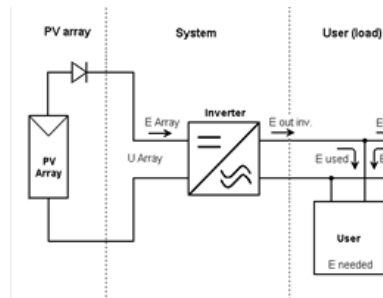 PV array
System
User (load)
E Array
Inverter
E out inv.
E
PV
Array
U Array
E used
E
User
E needed